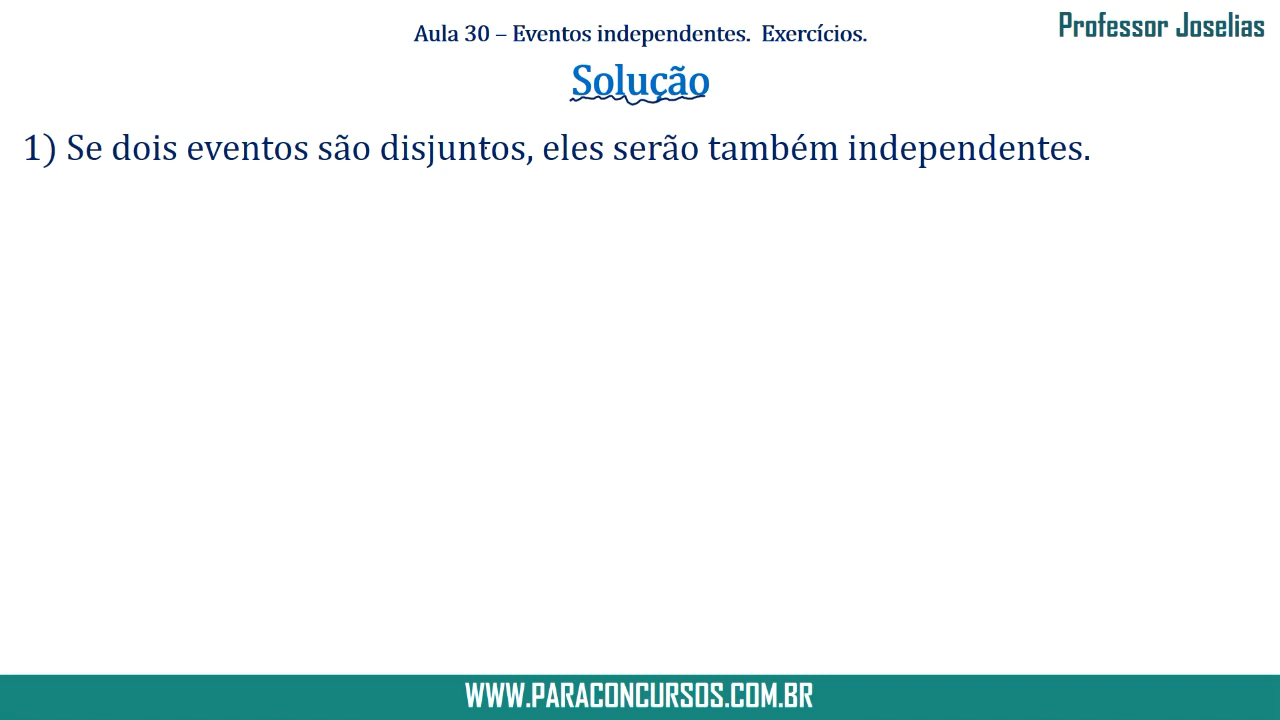 Aula 30 – Eventos independentes. Exercícios.
Professor Joselias
Solução
1) Se dois eventos são disjuntos, eles serão também independentes.
WWW.PARACONCURSOS.COM.BR